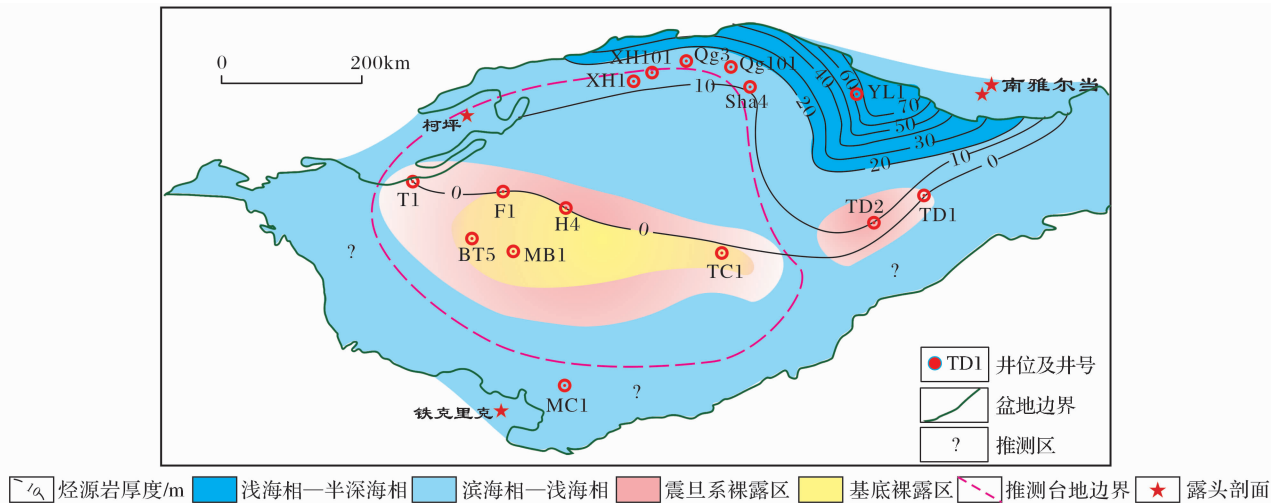 0 200km
XH101 Qg3 Qg101
XH1 10 Sha4
60 40 20 YL1 70 50 30 20
南雅尔当
柯坪
10 0
T1 0 F1 H4 0
TD2 TD1
BT5 MB1 TC1
? ?
MC1 ?
铁克里克
TD1 井位及井号
盆地边界
? 推测区
10 烃源岩厚度/m 浅海相—半深海相 滨海相—浅海相 震旦系裸露区 基底裸露区 推测台地边界 露头剖面